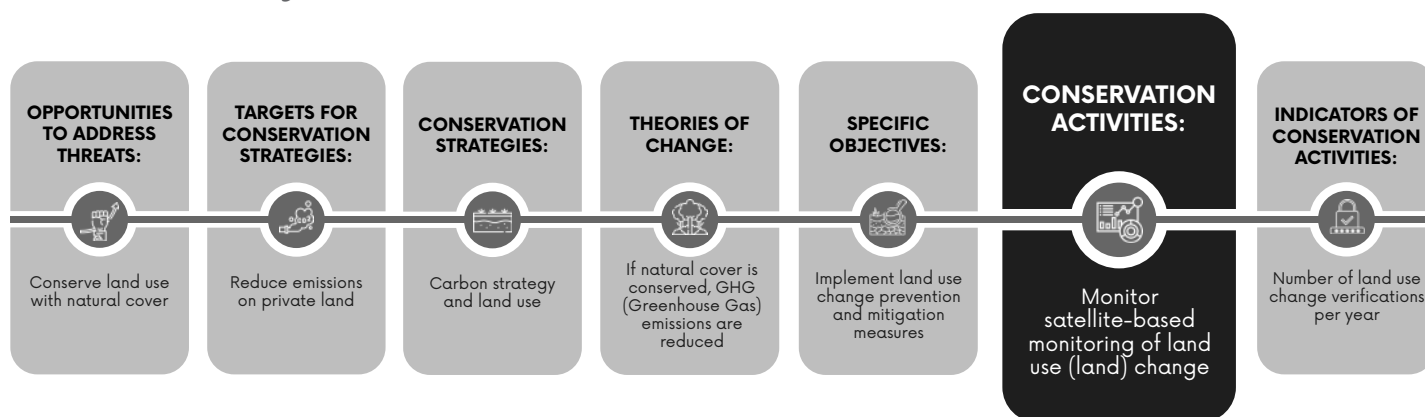 OPPORTUNITIES
TO ADDRESS
THREATS:
Conserve land use
with natural cover
TARGETS FOR
CONSERVATION
STRATEGIES:
Reduce emissions
on private land
CONSERVATION
STRATEGIES:
Carbon strategy
and land use
THEORIES OF
CHANGE:
If natural cover is
conserved, GHG
(Greenhouse Gas)
emissions are
reduced
SPECIFIC
OBJECTIVES:
Implement land use
change prevention
and mitigation
measures
CONSERVATION
ACTIVITIES:
Monitor
satellite-based
monitoring of land
use (land) change
INDICATORS OF
CONSERVATION
ACTIVITIES:
Number of land use
change verifications
per year